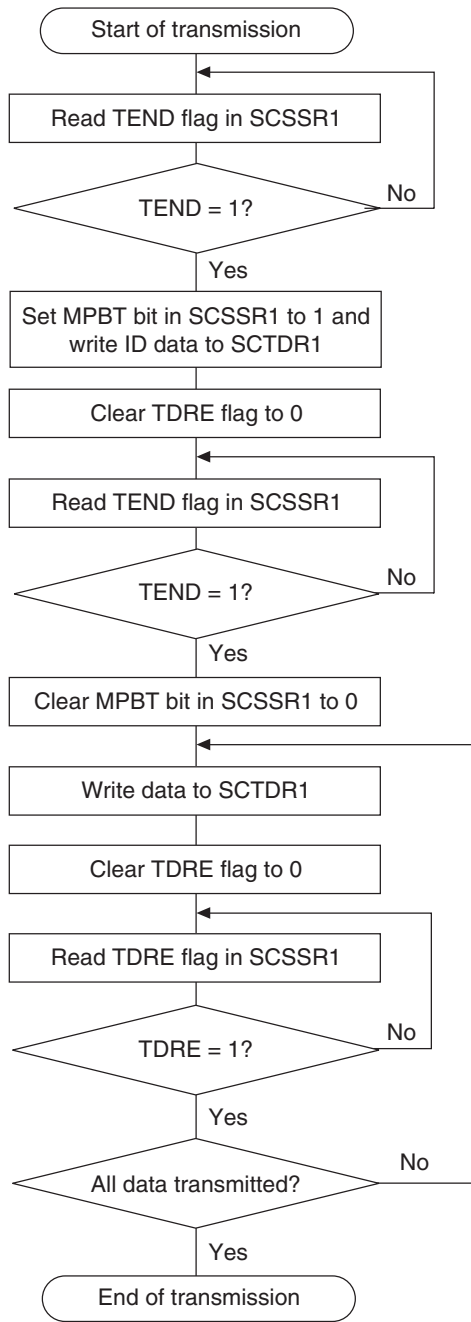 Start of transmission
Read TEND flag in SCSSR1
TEND = 1?
No
Yes
Set MPBT bit in SCSSR1 to 1 and
write ID data to SCTDR1
Clear TDRE flag to 0
Read TEND flag in SCSSR1
TEND = 1?
No
Yes
Clear MPBT bit in SCSSR1 to 0
Write data to SCTDR1
Clear TDRE flag to 0
Read TDRE flag in SCSSR1
TDRE = 1?
No
Yes
All data transmitted?
No
Yes
End of transmission